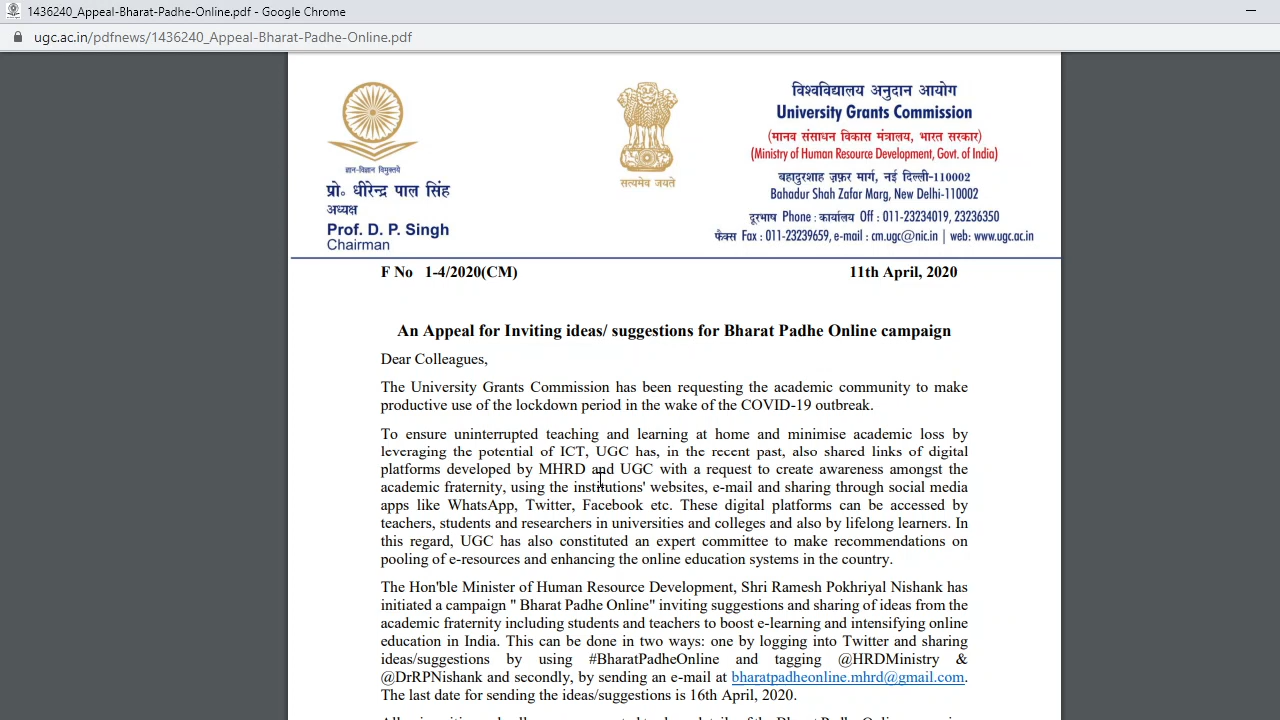 1436240_Appeal-Bharat-Padhe-Online.pdf - Google Chrome
ugc.ac.in/pdfnews/1436240_Appeal-Bharat-Padhe-Online.pdf
ज्ञान-विज्ञान विमुक्तये
प्रो. धीरेन्द्र पाल सिंह
अध्यक्ष
Prof. D. P. Singh
Chairman
सत्यमेव जयते
विश्वविद्यालय अनुदान आयोग
University Grants Commission
(मानव संसाधन विकास मंत्रालय, भारत सरकार)
(Ministry of Human Resource Development, Govt. of India)
बहादुरशाह ज़फ़र मार्ग, नई दिल्ली-110002
Bahadur Shah Zafar Marg, New Delhi-110002
दूरभाष Phone : कार्यालय Off : 011-23234019, 23236350
फैक्स Fax : 011-23239659, e-mail : cm.ugc@nic.in | web: www.ugc.ac.in
F No 1-4/2020(CM) 11th April, 2020
An Appeal for Inviting ideas/ suggestions for Bharat Padhe Online campaign
Dear Colleagues,
The University Grants Commission has been requesting the academic community to make
productive use of the lockdown period in the wake of the COVID-19 outbreak.
To ensure uninterrupted teaching and learning at home and minimise academic loss by
leveraging the potential of ICT, UGC has, in the recent past, also shared links of digital
platforms developed by MHRD and UGC with a request to create awareness amongst the
academic fraternity, using the institutions' websites, e-mail and sharing through social media
apps like WhatsApp, Twitter, Facebook etc. These digital platforms can be accessed by
teachers, students and researchers in universities and colleges and also by lifelong learners. In
this regard, UGC has also constituted an expert committee to make recommendations on
pooling of e-resources and enhancing the online education systems in the country.
The Hon'ble Minister of Human Resource Development, Shri Ramesh Pokhriyal Nishank has
initiated a campaign " Bharat Padhe Online" inviting suggestions and sharing of ideas from the
academic fraternity including students and teachers to boost e-learning and intensifying online
education in India. This can be done in two ways: one by logging into Twitter and sharing
ideas/suggestions by using #BharatPadheOnline and tagging @HRDMinistry &
@DrRPNishank and secondly, by sending an e-mail at bharatpadheonline.mhrd@gmail.com.
The last date for sending the ideas/suggestions is 16th April, 2020.